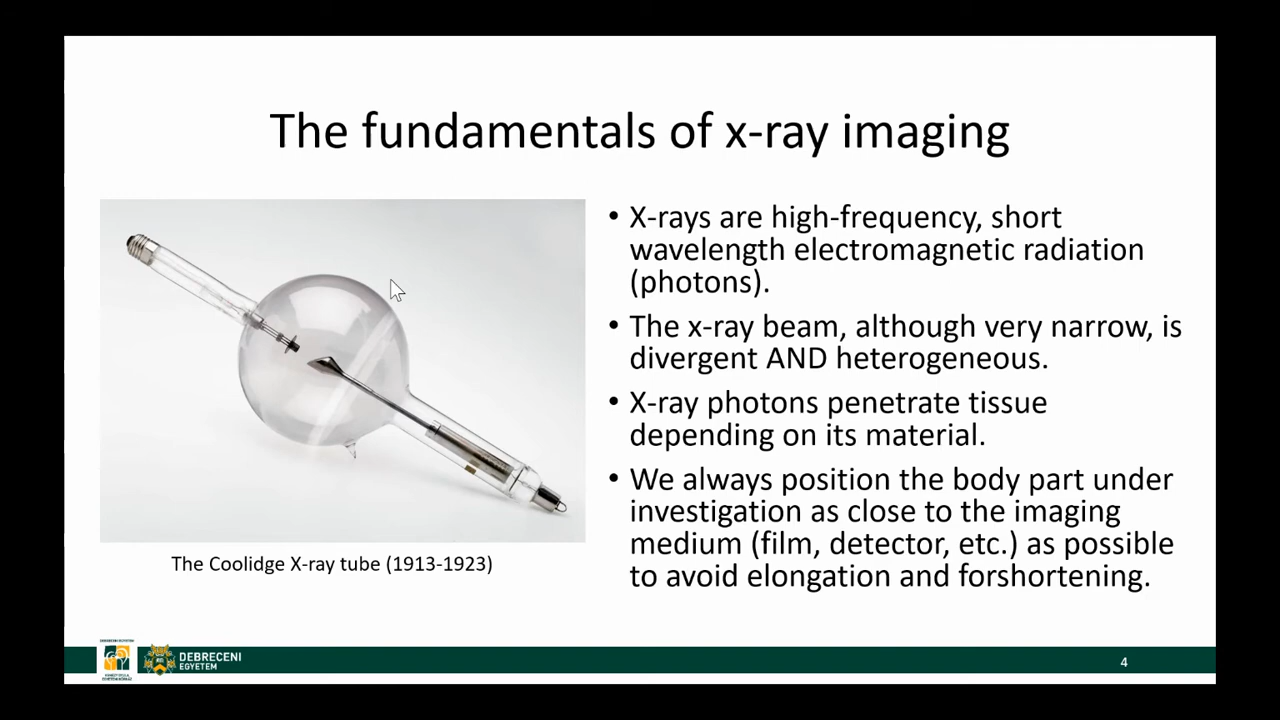 The fundamentals of x-ray imaging
• X-rays are high-frequency, short
wavelength electromagnetic radiation
(photons).
• The x-ray beam, although very narrow, is
divergent AND heterogeneous.
• X-ray photons penetrate tissue
depending on its material.
• We always position the body part under
investigation as close to the imaging
medium (film, detector, etc.) as possible
to avoid elongation and forshortening.
The Coolidge X-ray tube (1913-1923)
DEBRECENI
EGYETEM
4